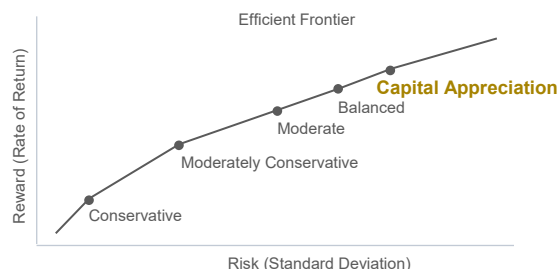 Efficient Frontier
Reward (Rate of Return)
Capital Appreciation
Balanced
Moderate
Moderately Conservative
Conservative
Risk (Standard Deviation)